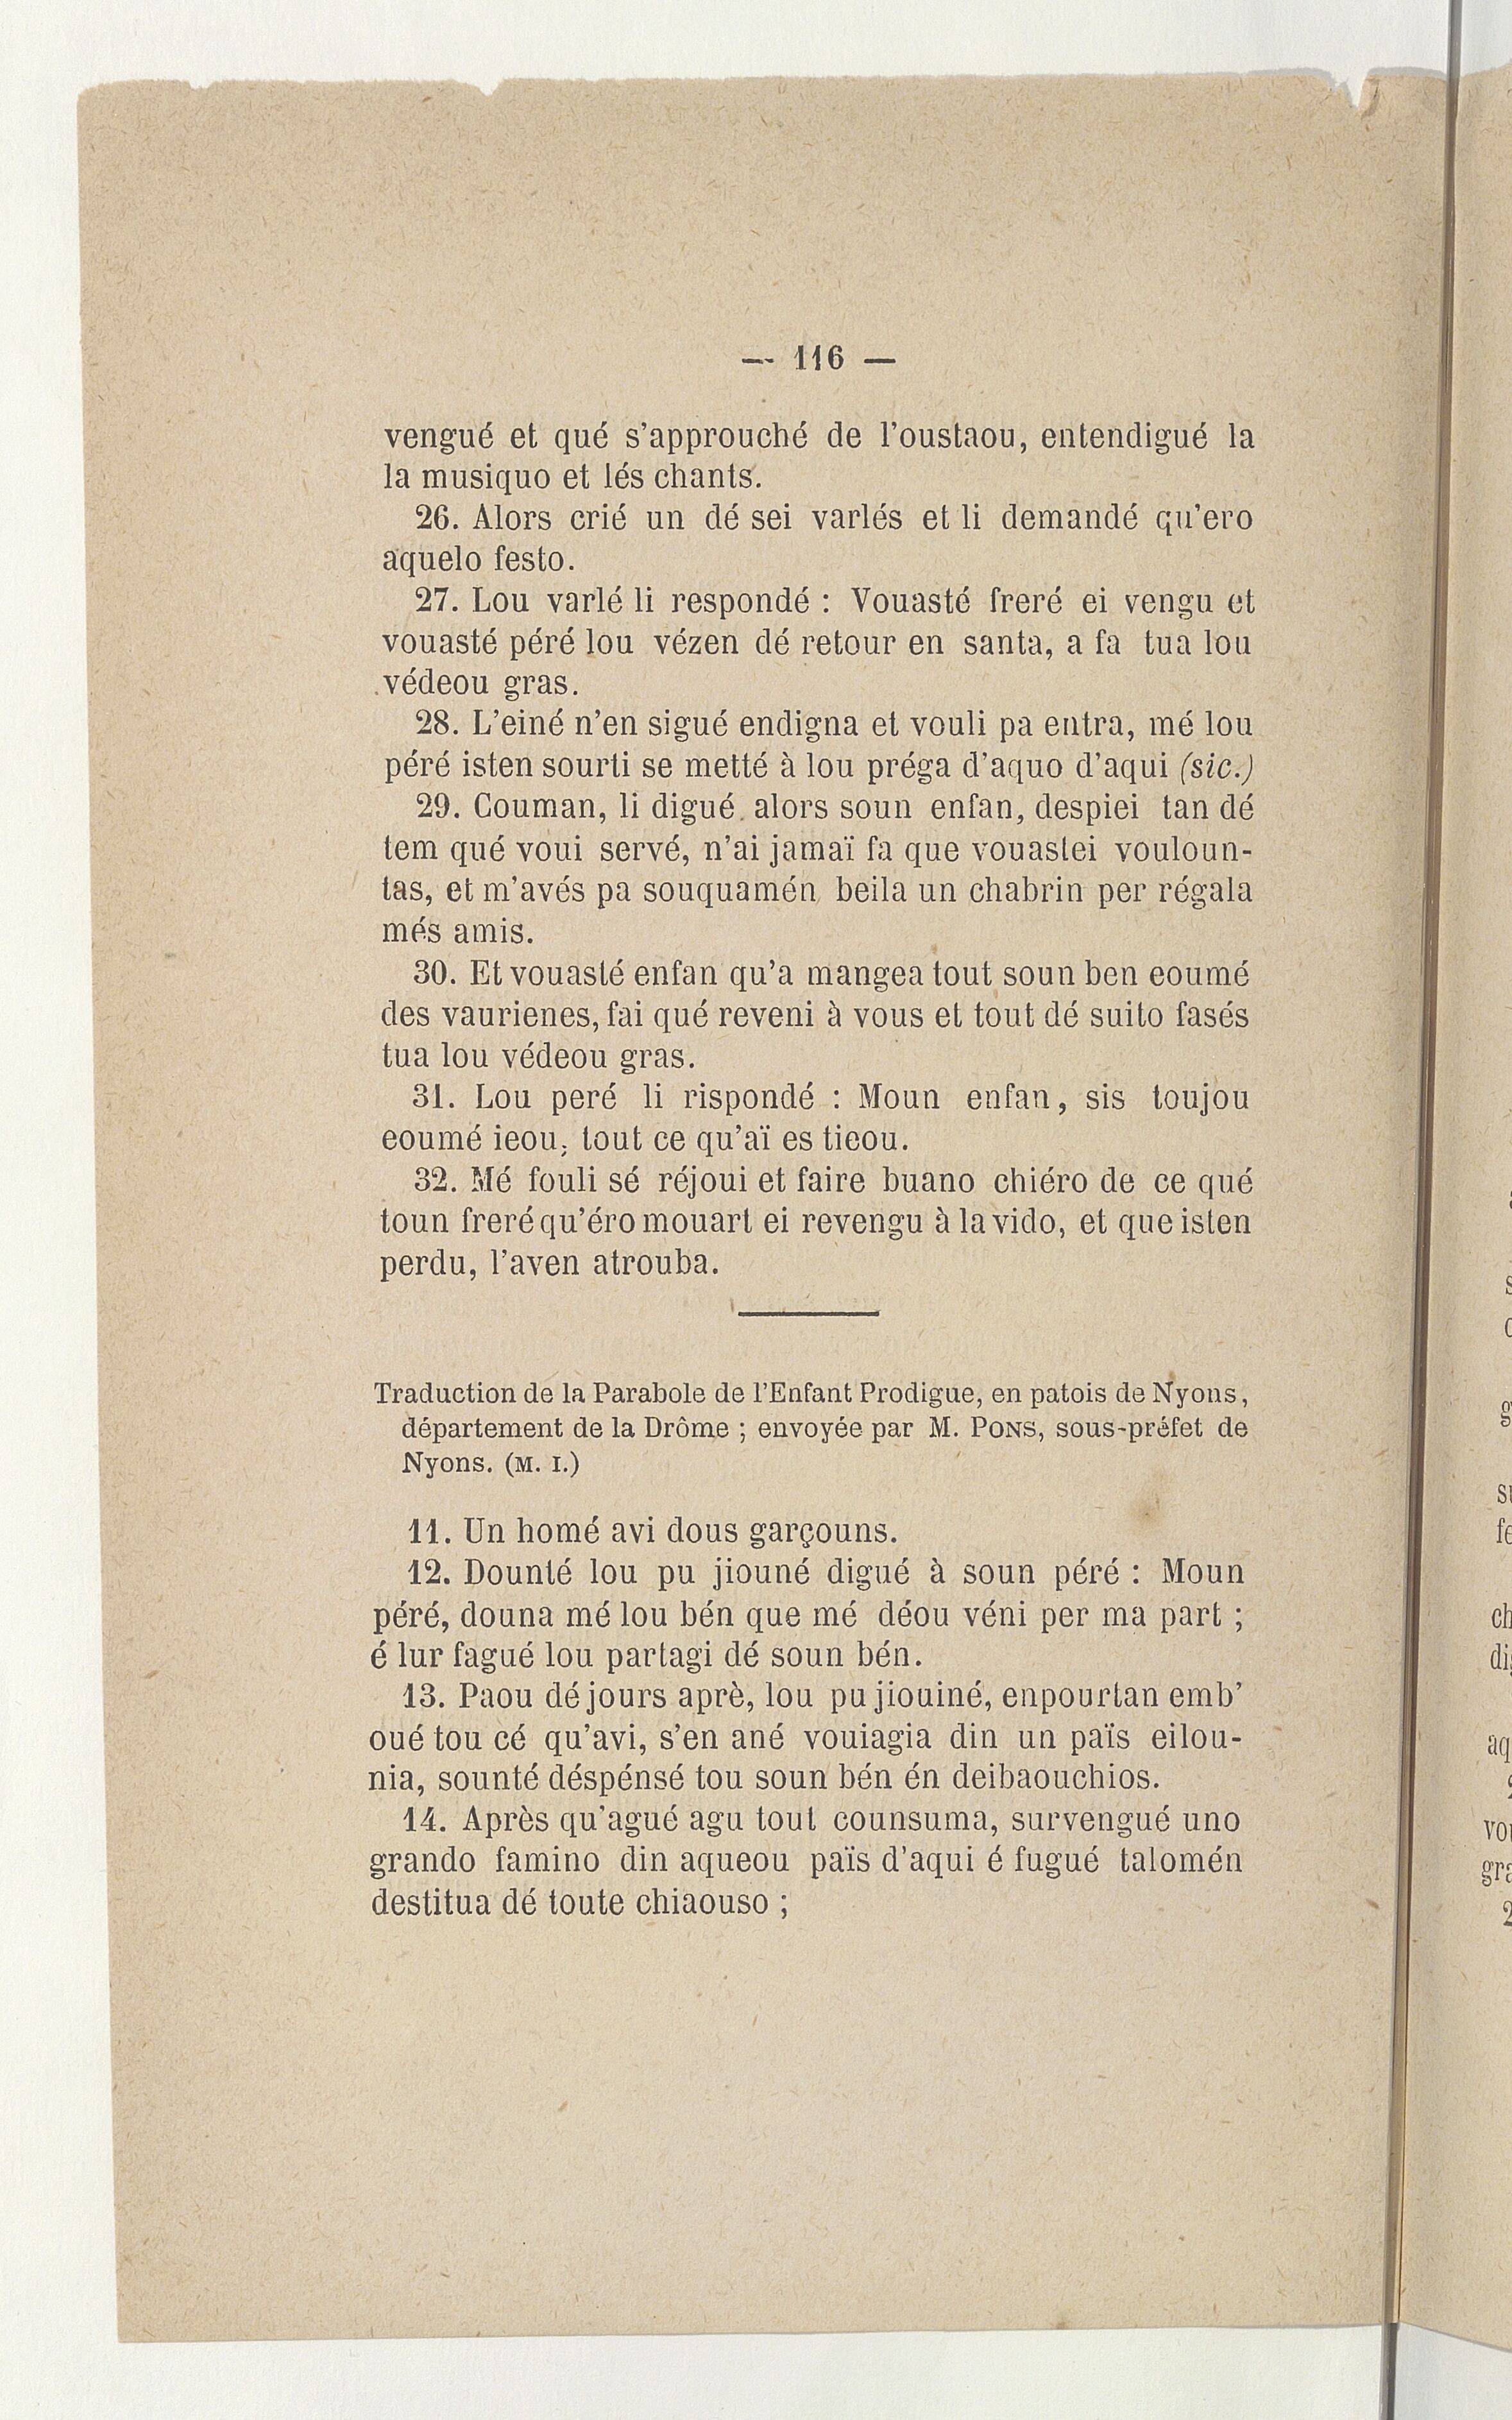 — 116 —
vengué et qué s'approuché de l'oustaou, entendigué la
la musiquo et lés chants.
26. Alors crié un dé sei varlés et li demandé qu'ero
aquelo festo.
27. Lou varlé li respondé : Vouasté freré ei vengu et
vouasté péré lou vézen dé retour en santa, a fa tua lou
védeou gras.
28. L'einé n'en sigué endigna et vouli pa entra, mé lou
péré isten sourti se metté à lou préga d'aquo d'aqui (sic.)
29. Couman, li digué alors soun enfan, despiei tan dé
tem qué voui servé, n'ai jamaï fa que vouastei vouloun-
tas, et m'avés pa souquamén beila un chabrin per régala
més amis.
30. Et vouasté enfan qu'a mangea tout soun ben eoumé
des vaurienes, fai qué reveni à vous et tout dé suito fasés
tua lou védeou gras.
31. Lou peré li rispondé : Moun enfan, sis toujou
eoumé ieou; tout ce qu'aï es tieou.
32. Mé fouli sé réjoui et faire buano chiéro de ce qué
toun freré qu'éro mouart ei revengu à la vido, et que isten
perdu, l'aven atrouba.
Traduction de la Parabole de l'Enfant Prodigue, en patois de Nyons,
département de la Drôme ; envoyée par M. PONS, sous-préfet de
Nyons. (M. I.)
11. Un homé avi dous garçouns.
12. Dounté lou pu jiouné digué à soun péré : Moun
péré, douna mé lou bén que mé déou véni per ma part ;
é lur fagué lou partagi dé soun bén.
13. Paou dé jours aprè, lou pu jiouiné, enpourtan emb'
oué tou cé qu'avi, s'en ané vouiagia din un païs eilou-
nia, sounté déspénsé tou soun bén én deibaouchios.
14. Après qu'agué agu tout counsuma, survengué uno
grando famino din aqueou païs d'aqui é fugué talomén
destitua dé toute chiaouso ;